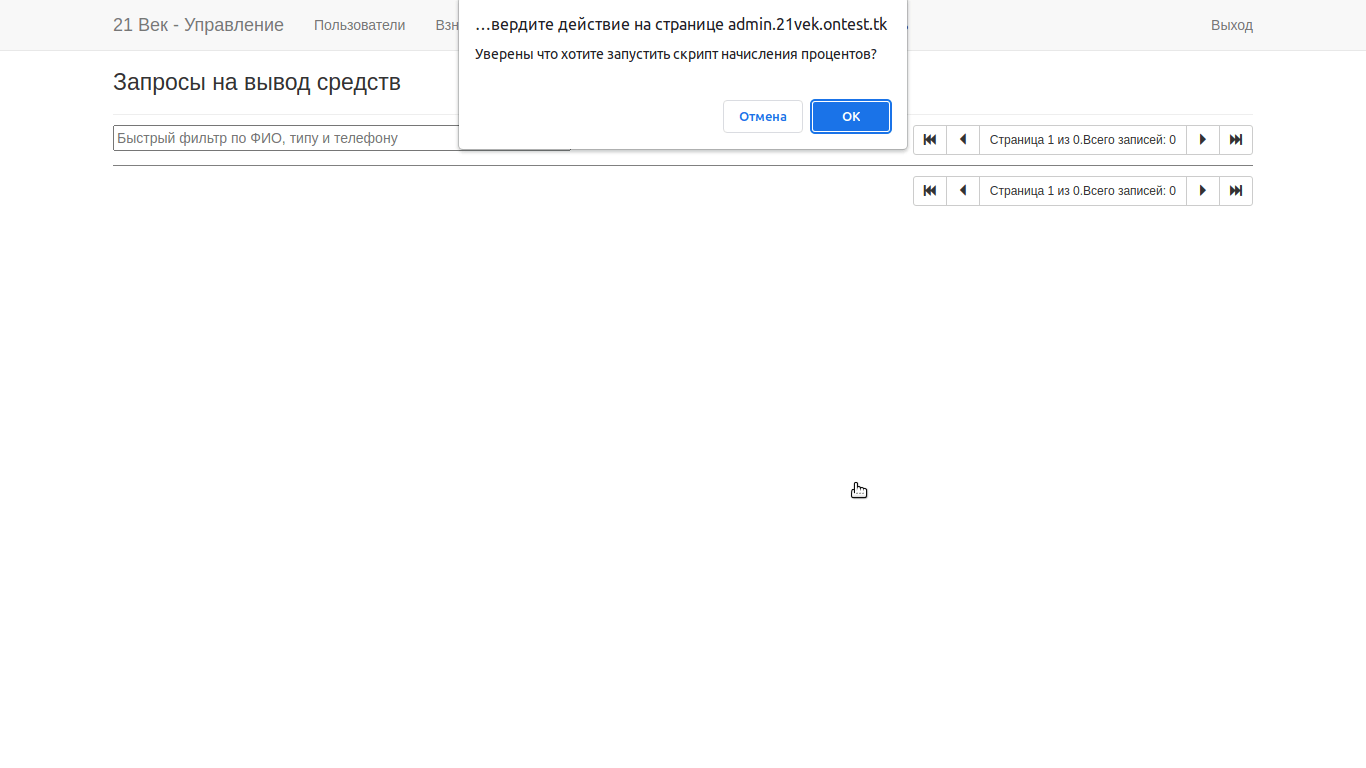 21 Век - Управление Пользователи Взн Выход
…вердите действие на странице admin.21vek.ontest.tk
Уверены что хотите запустить скрипт начисления процентов?
Отмена OK
Запросы на вывод средств
Быстрый фильтр по ФИО, типу и телефону
Страница 1 из 0.Всего записей: 0
Страница 1 из 0.Всего записей: 0